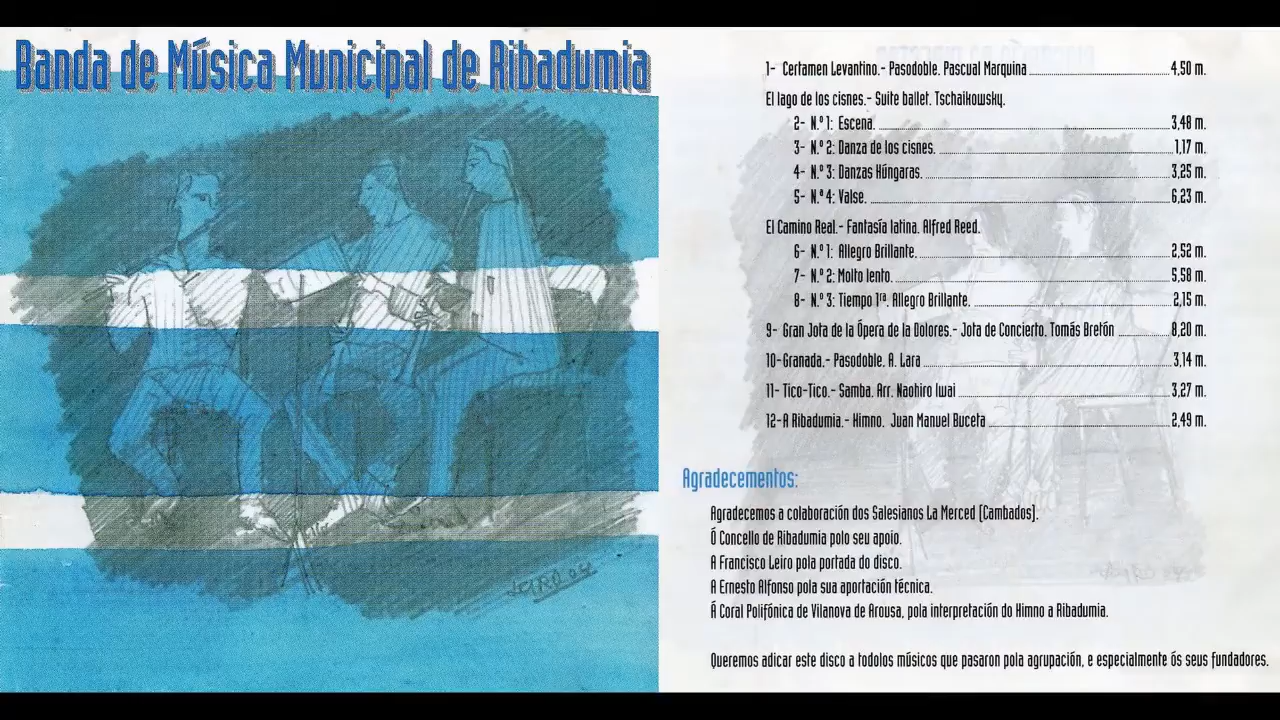 Banda de Música Municipal de Ribadumia
LEIRO 04
1- Certamen Levantino.- Pasodoble. Pascual Marquina 4,50 m.
El lago de los cisnes.- Suite ballet. Tschaikowsky.
2- N.º 1: Escena. 3,48 m.
3- N.º 2: Danza de los cisnes. 1,17 m.
4- N.º 3: Danzas Húngaras. 3,25 m.
5- N.ª 4: Valse. 6,23 m.
El Camino Real.- Fantasía latina. Alfred Reed.
6- N.º 1: Allegro Brillante. 2,52 m.
7- N.º 2: Molto lento. 5,58 m.
8- N.º 3: Tiempo 1rª. Allegro Brillante. 2,15 m.
9- Gran Jota de la Ópera de la Dolores.- Jota de Concierto. Tomás Bretón 8,20 m.
10-Granada.- Pasodoble. A. Lara 3,14 m.
11- Tico-Tico.- Samba. Arr. Naohiro Iwai 3,27 m.
12-A Ribadumia.- Himno. Juan Manuel Buceta 2,49 m.
Agradecementos:
Agradecemos a colaboración dos Salesianos La Merced (Cambados).
Ó Concello de Ribadumia polo seu apoio.
A Francisco Leiro pola portada do disco.
A Ernesto Alfonso pola sua aportación técnica.
Á Coral Polifónica de Vilanova de Arousa, pola interpretación do Himno a Ribadumia.
Queremos adicar este disco a todolos músicos que pasaron pola agrupación, e especialmente ós seus fundadores.